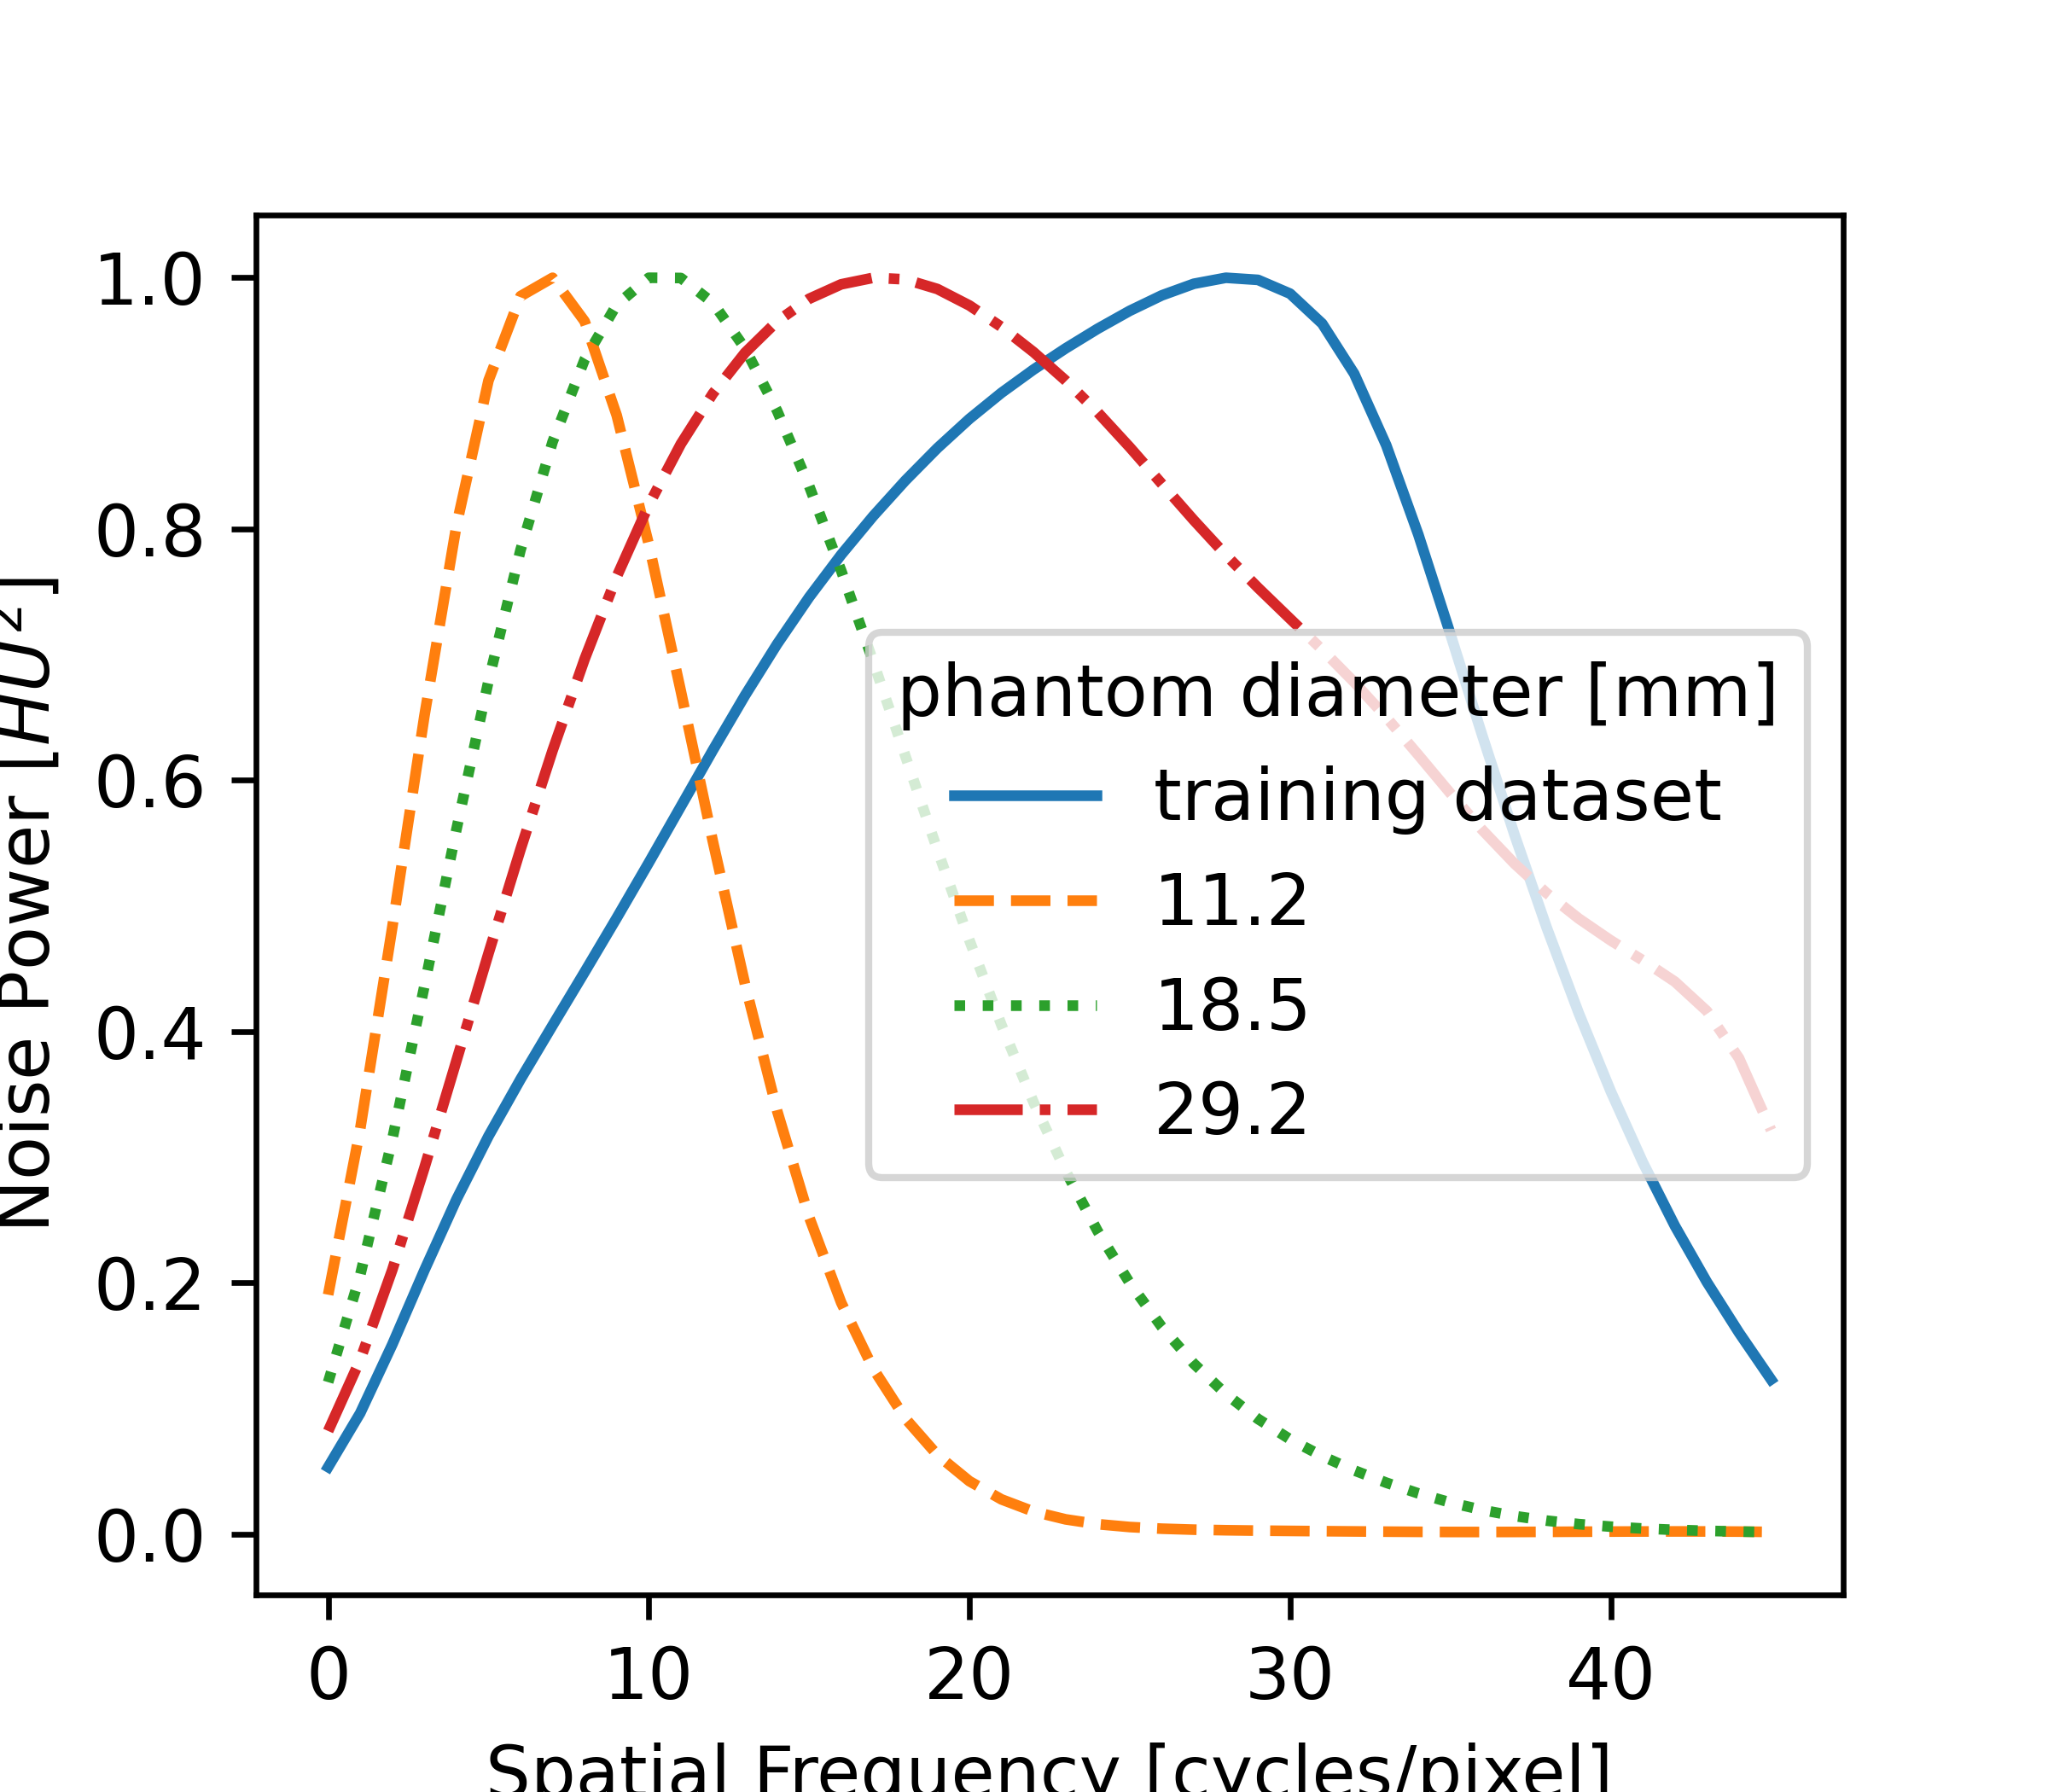 1.0
0.8
0.6
0.4
0.2
0.0
Noise Power [HU²]
phantom diameter [mm]
training dataset
11.2
18.5
29.2
0 10 20 30 40
Spatial Frequency [cycles/pixel]